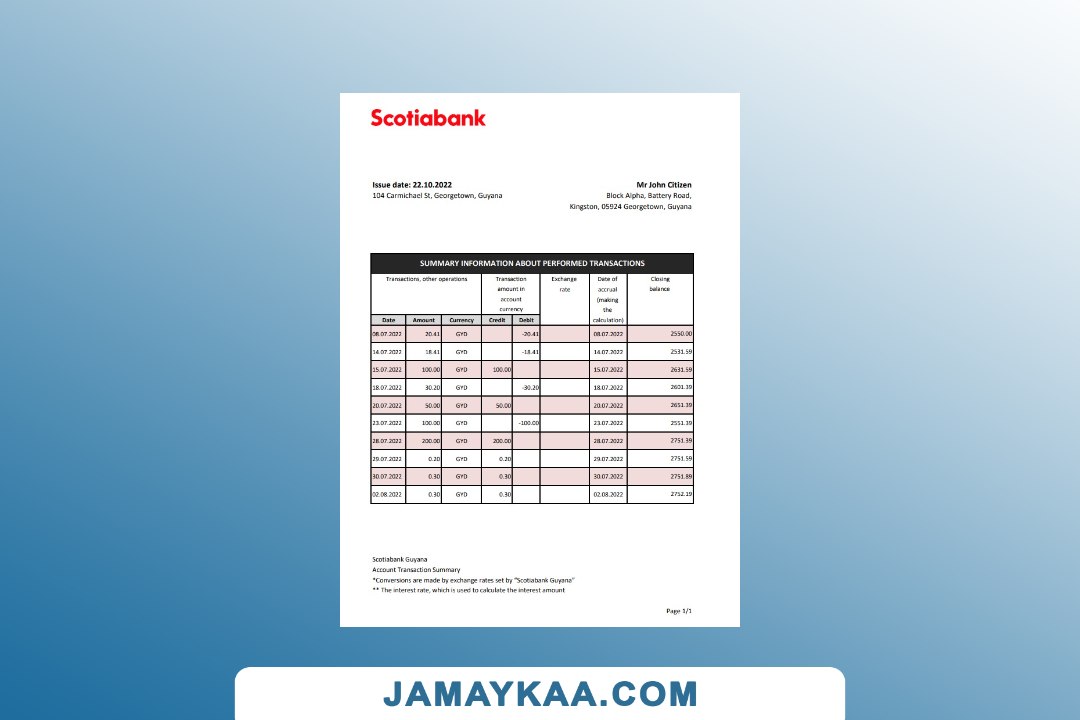 Scotiabank
Issue date: 22.10.2022
104 Carmichael St, Georgetown, Guyana
Mr John Citizen
Block Alpha, Battery Road,
Kingston, 05924 Georgetown, Guyana
SUMMARY INFORMATION ABOUT PERFORMED TRANSACTIONS
Transactions, other operations Transaction amount in account currency Exchange rate Date of accrual (making the calculation) Closing balance
Date Amount Currency Credit Debit
08.07.2022 20.41 GYD -20.41 08.07.2022 2550.00
14.07.2022 18.41 GYD -18.41 14.07.2022 2531.59
15.07.2022 100.00 GYD 100.00 15.07.2022 2631.59
18.07.2022 30.20 GYD -30.20 18.07.2022 2601.39
20.07.2022 50.00 GYD 50.00 20.07.2022 2651.39
23.07.2022 100.00 GYD -100.00 23.07.2022 2551.39
28.07.2022 200.00 GYD 200.00 28.07.2022 2751.39
29.07.2022 0.20 GYD 0.20 29.07.2022 2751.59
30.07.2022 0.30 GYD 0.30 30.07.2022 2751.89
02.08.2022 0.30 GYD 0.30 02.08.2022 2752.19
Scotiabank Guyana
Account Transaction Summary
*Conversions are made by exchange rates set by "Scotiabank Guyana"
** The interest rate, which is used to calculate the interest amount
Page 1/1
JAMAYKAA.COM